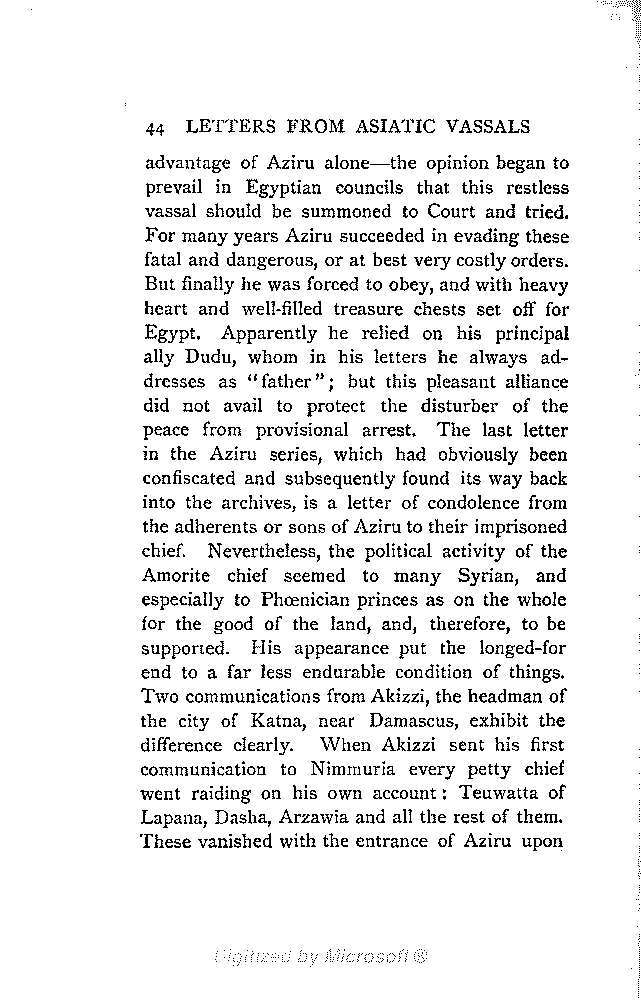 44 LETTERS FROM ASIATIC VASSALS
advantage of Aziru alone—the opinion began to
prevail in Egyptian councils that this restless
vassal should be summoned to Court and tried.
For many years Aziru succeeded in evading these
fatal and dangerous, or at best very costly orders.
But finally he was forced to obey, and with heavy
heart and well-filled treasure chests set off for
Egypt. Apparently he relied on his principal
ally Dudu, whom in his letters he always ad-
dresses as "father"; but this pleasant alliance
did not avail to protect the disturber of the
peace from provisional arrest. The last letter
in the Aziru series, which had obviously been
confiscated and subsequently found its way back
into the archives, is a letter of condolence from
the adherents or sons of Aziru to their imprisoned
chief. Nevertheless, the political activity of the
Amorite chief seemed to many Syrian, and
especially to Phœnician princes as on the whole
for the good of the land, and, therefore, to be
supported. His appearance put the longed-for
end to a far less endurable condition of things.
Two communications from Akizzi, the headman of
the city of Katna, near Damascus, exhibit the
difference clearly. When Akizzi sent his first
communication to Nimmuria every petty chief
went raiding on his own account: Teuwatta of
Lapana, Dasha, Arzawia and all the rest of them.
These vanished with the entrance of Aziru upon
Digitized by Microsoft ®